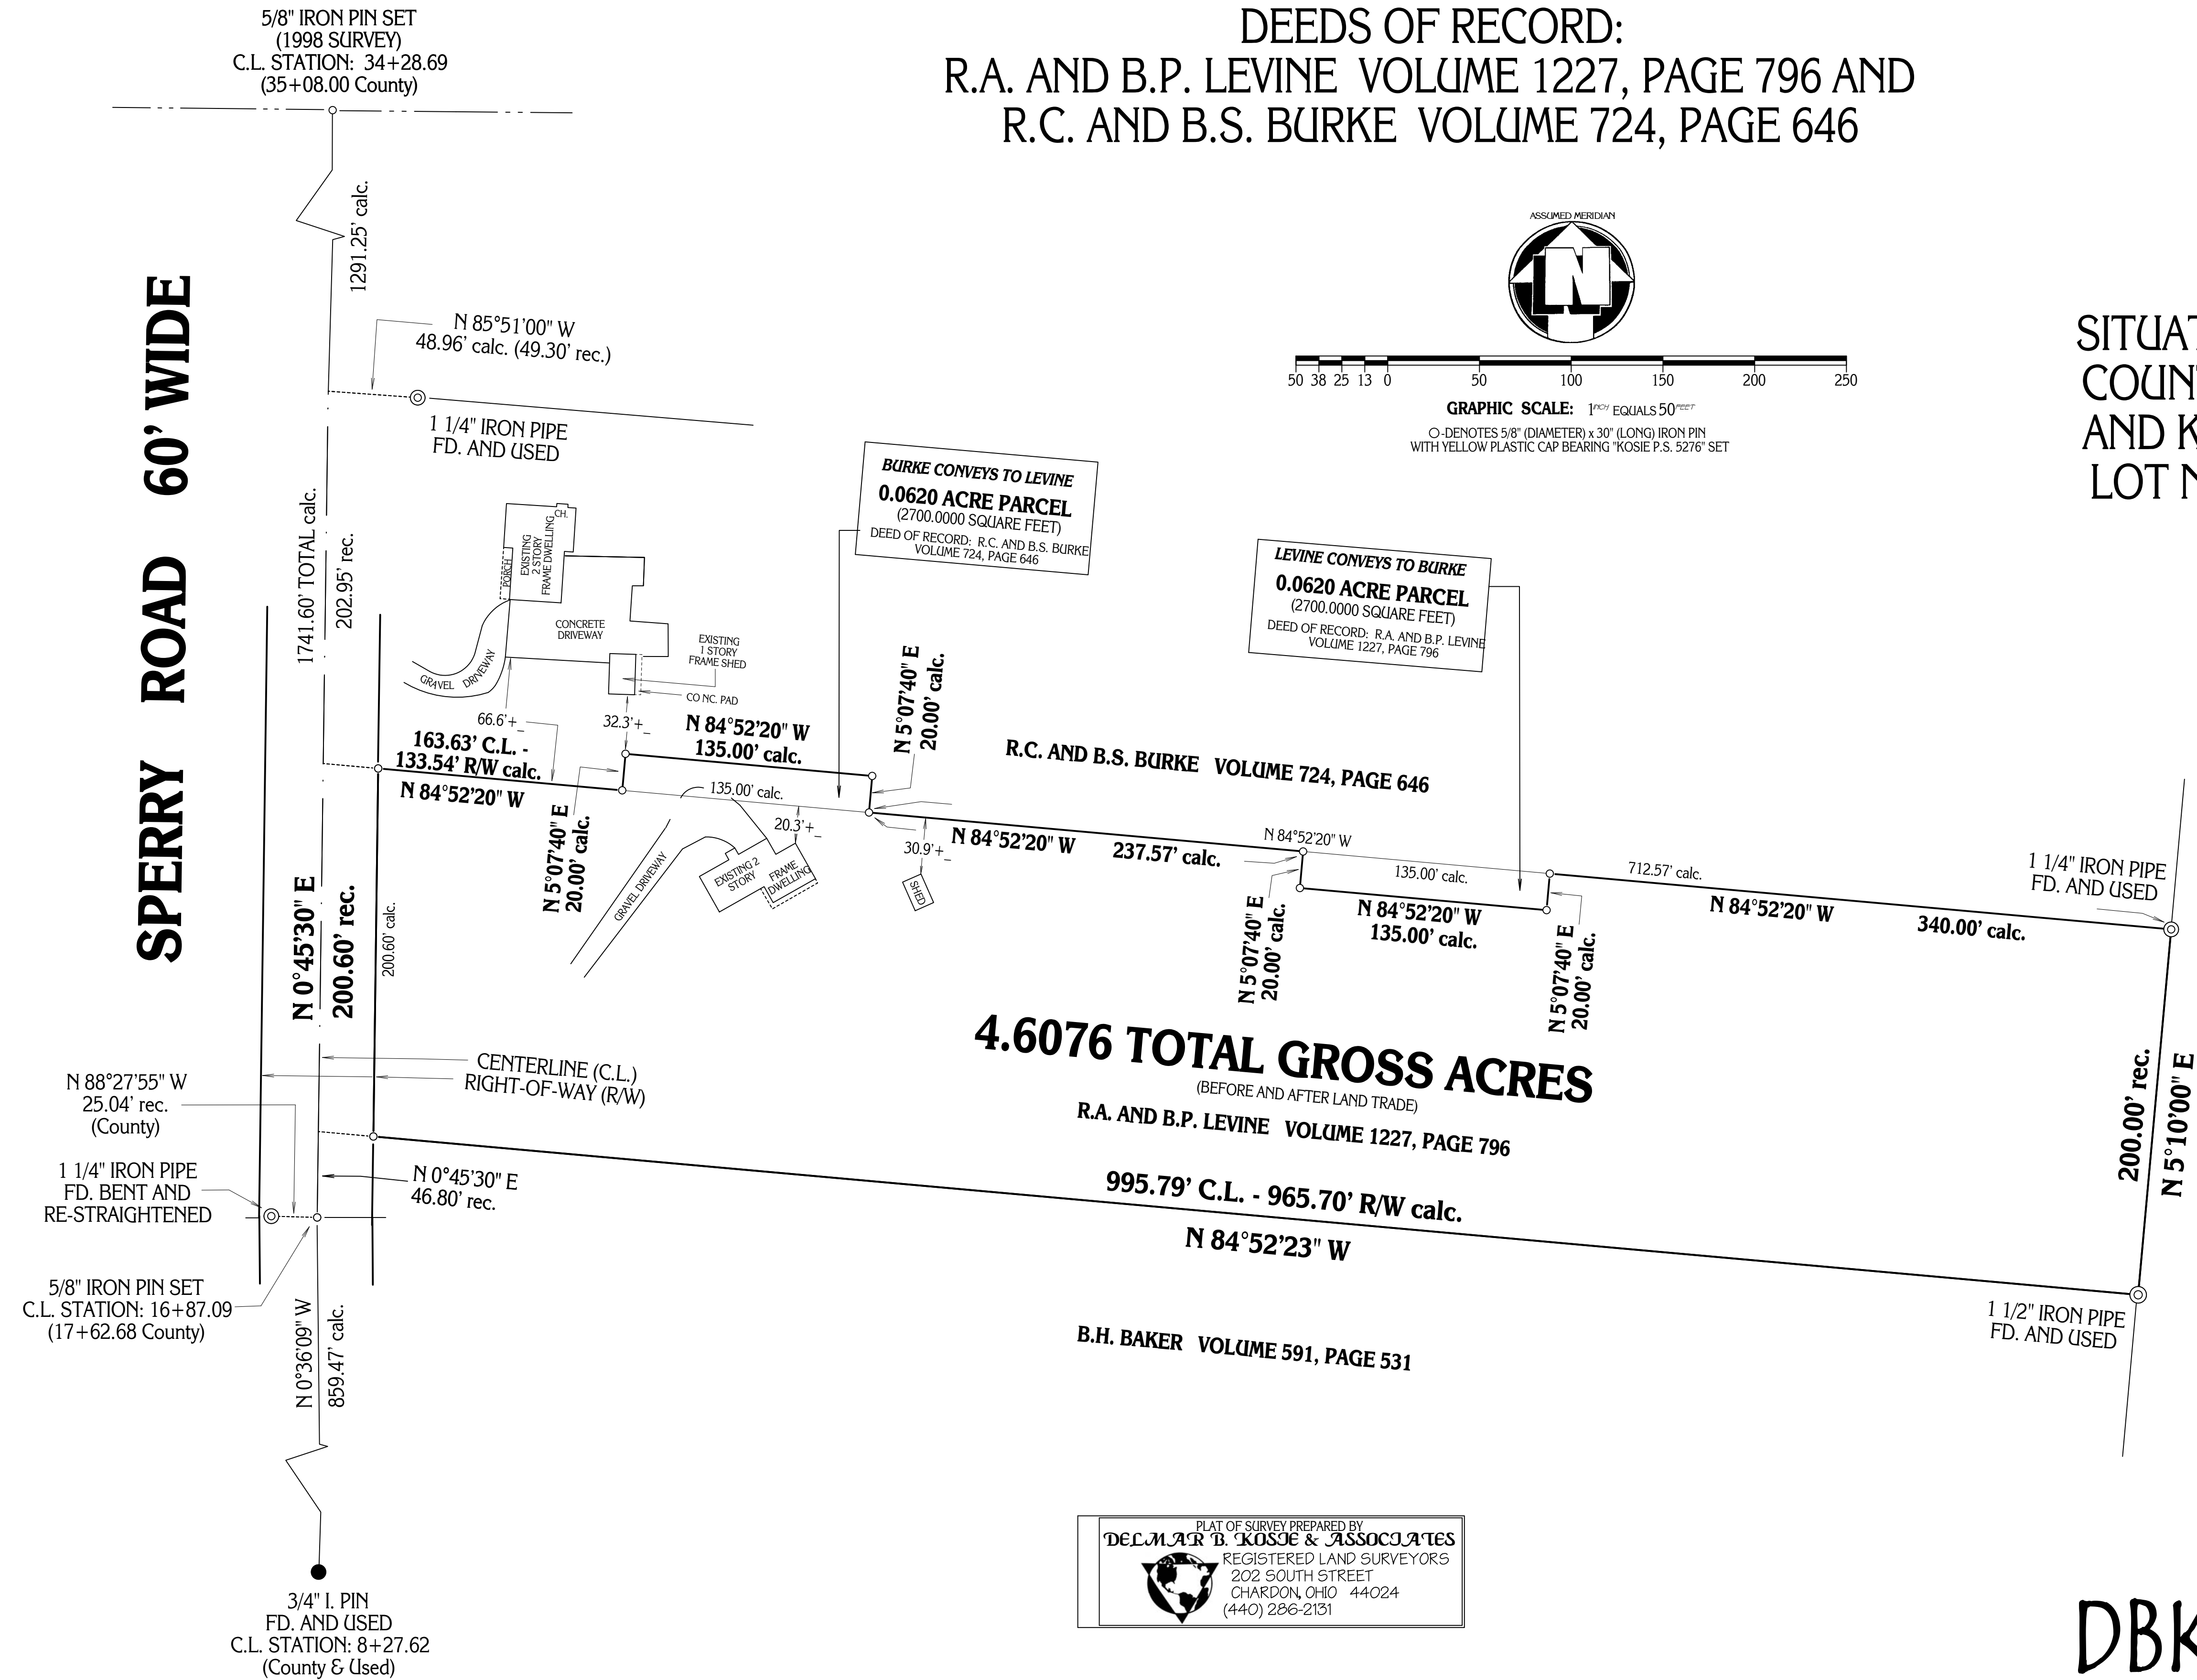 5/8" IRON PIN SET
(1998 SURVEY)
C.L. STATION: 34+28.69
(35+08.00 County)
DEEDS OF RECORD:
R.A. AND B.P. LEVINE VOLUME 1227, PAGE 796 AND
R.C. AND B.S. BURKE VOLUME 724, PAGE 646
ASSUMED MERIDIAN
N
50 38 25 13 0 50 100 150 200 250
GRAPHIC SCALE: 1 INCH EQUALS 50 FEET
O-DENOTES 5/8" (DIAMETER) x 30" (LONG) IRON PIN
WITH YELLOW PLASTIC CAP BEARING "KOSIE P.S. 5276" SET
SITUAT
COUN
AND K
LOT N
1291.25' calc.
SPERRY ROAD 60' WIDE
N 85°51'00" W
48.96' calc. (49.30' rec.)
1 1/4" IRON PIPE
FD. AND USED
1741.60' TOTAL calc.
202.95' rec.
BURKE CONVEYS TO LEVINE
0.0620 ACRE PARCEL
(2700.0000 SQUARE FEET)
DEED OF RECORD: R.C. AND B.S. BURKE
VOLUME 724, PAGE 646
LEVINE CONVEYS TO BURKE
0.0620 ACRE PARCEL
(2700.0000 SQUARE FEET)
DEED OF RECORD: R.A. AND B.P. LEVINE
VOLUME 1227, PAGE 796
CH.
PORCH
EXISTING
2 STORY
FRAME DWELLING
CONCRETE
DRIVEWAY
GRAVEL DRIVEWAY
EXISTING
1 STORY
FRAME SHED
CONC. PAD
66.6'+_
32.3'+_
163.63' C.L. -
133.54' R/W calc.
N 84°52'20" W
N 84°52'20" W
135.00' calc.
N 5°07'40" E
20.00' calc.
N 5°07'40" E
20.00' calc.
135.00' calc.
20.3'+_
30.9'+_
GRAVEL DRIVEWAY
EXISTING 2
STORY
FRAME
DWELLING
SHED
R.C. AND B.S. BURKE VOLUME 724, PAGE 646
N 84°52'20" W 237.57' calc.
N 84°52'20" W
135.00' calc.
712.57' calc.
N 84°52'20" W
135.00' calc.
N 5°07'40" E
20.00' calc.
N 5°07'40" E
20.00' calc.
N 84°52'20" W 340.00' calc.
1 1/4" IRON PIPE
FD. AND USED
N 0°45'30" E
200.60' rec.
200.60' calc.
4.6076 TOTAL GROSS ACRES
(BEFORE AND AFTER LAND TRADE)
R.A. AND B.P. LEVINE VOLUME 1227, PAGE 796
200.00' rec.
N 5°10'00" E
CENTERLINE (C.L.)
RIGHT-OF-WAY (R/W)
N 88°27'55" W
25.04' rec.
(County)
1 1/4" IRON PIPE
FD. BENT AND
RE-STRAIGHTENED
N 0°45'30" E
46.80' rec.
995.79' C.L. - 965.70' R/W calc.
N 84°52'23" W
5/8" IRON PIN SET
C.L. STATION: 16+87.09
(17+62.68 County)
1 1/2" IRON PIPE
FD. AND USED
N 0°36'09" W
859.47' calc.
B.H. BAKER VOLUME 591, PAGE 531
PLAT OF SURVEY PREPARED BY
DELMAR B. KOSIE & ASSOCIATES
REGISTERED LAND SURVEYORS
202 SOUTH STREET
CHARDON, OHIO 44024
(440) 286-2131
3/4" I. PIN
FD. AND USED
C.L. STATION: 8+27.62
(County & Used)
DBK